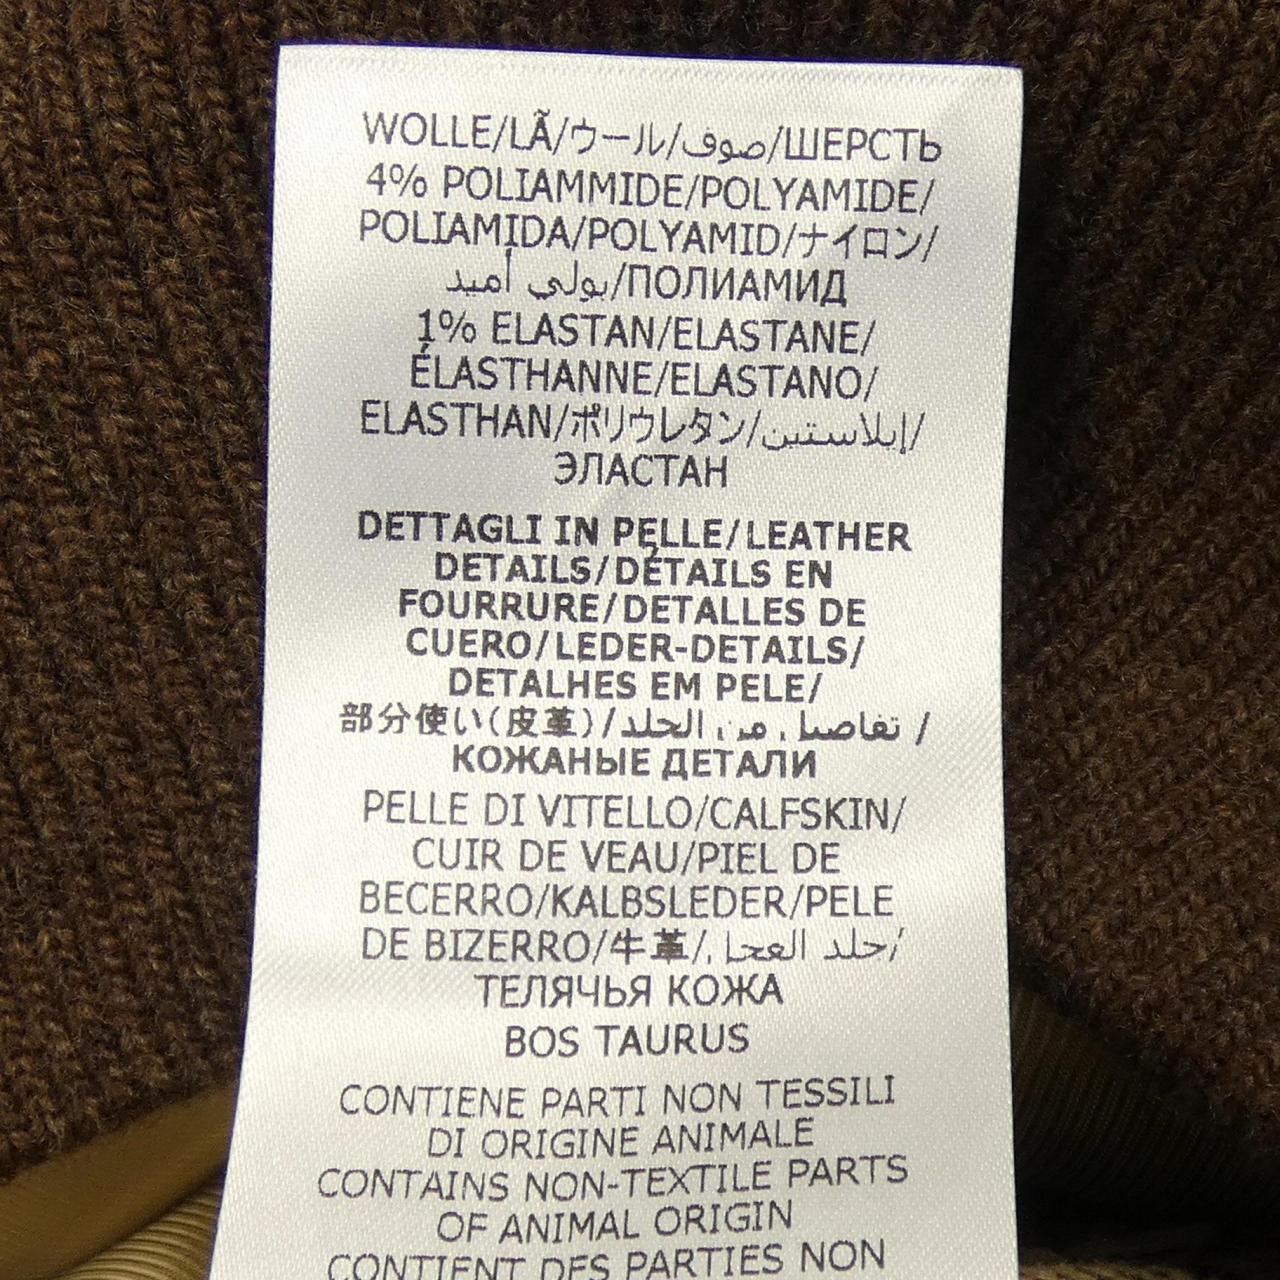 WOLLE/LÃ/ウール/صوف/ШЕРСТЬ
4% POLIAMMIDE/POLYAMIDE/
POLIAMIDA/POLYAMID/ナイロン/
بولي أميد/ПОЛИАМИД
1% ELASTAN/ELASTANE/
ÉLASTHANNE/ELASTANO/
ELASTHAN/ポリウレタン/إيلاستين/
ЭЛАСТАН
DETTAGLI IN PELLE/LEATHER
DETAILS/DÉTAILS EN
FOURRURE/DETALLES DE
CUERO/LEDER-DETAILS/
DETALHES EM PELE/
部分使い(皮革)/تفاصيل من الجلد/
КОЖАНЫЕ ДЕТАЛИ
PELLE DI VITELLO/CALFSKIN/
CUIR DE VEAU/PIEL DE
BECERRO/KALBSLEDER/PELE
DE BIZERRO/牛革/جلد العجل/
ТЕЛЯЧЬЯ КОЖА
BOS TAURUS
CONTIENE PARTI NON TESSILI
DI ORIGINE ANIMALE
CONTAINS NON-TEXTILE PARTS
OF ANIMAL ORIGIN
CONTIENT DES PARTIES NON